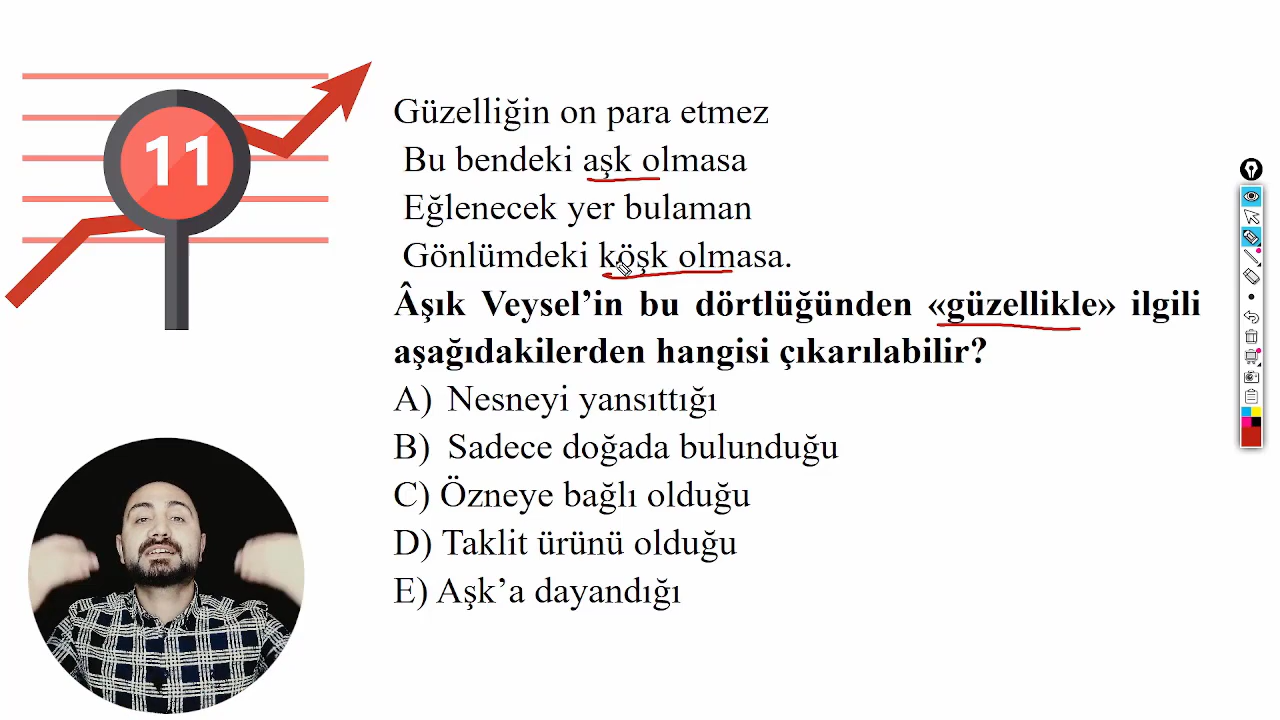 11
Güzelliğin on para etmez
Bu bendeki aşk olmasa
Eğlenecek yer bulaman
Gönlümdeki köşk olmasa.
Âşık Veysel’in bu dörtlüğünden «güzellikle» ilgili
aşağıdakilerden hangisi çıkarılabilir?
A) Nesneyi yansıttığı
B) Sadece doğada bulunduğu
C) Özneye bağlı olduğu
D) Taklit ürünü olduğu
E) Aşk’a dayandığı